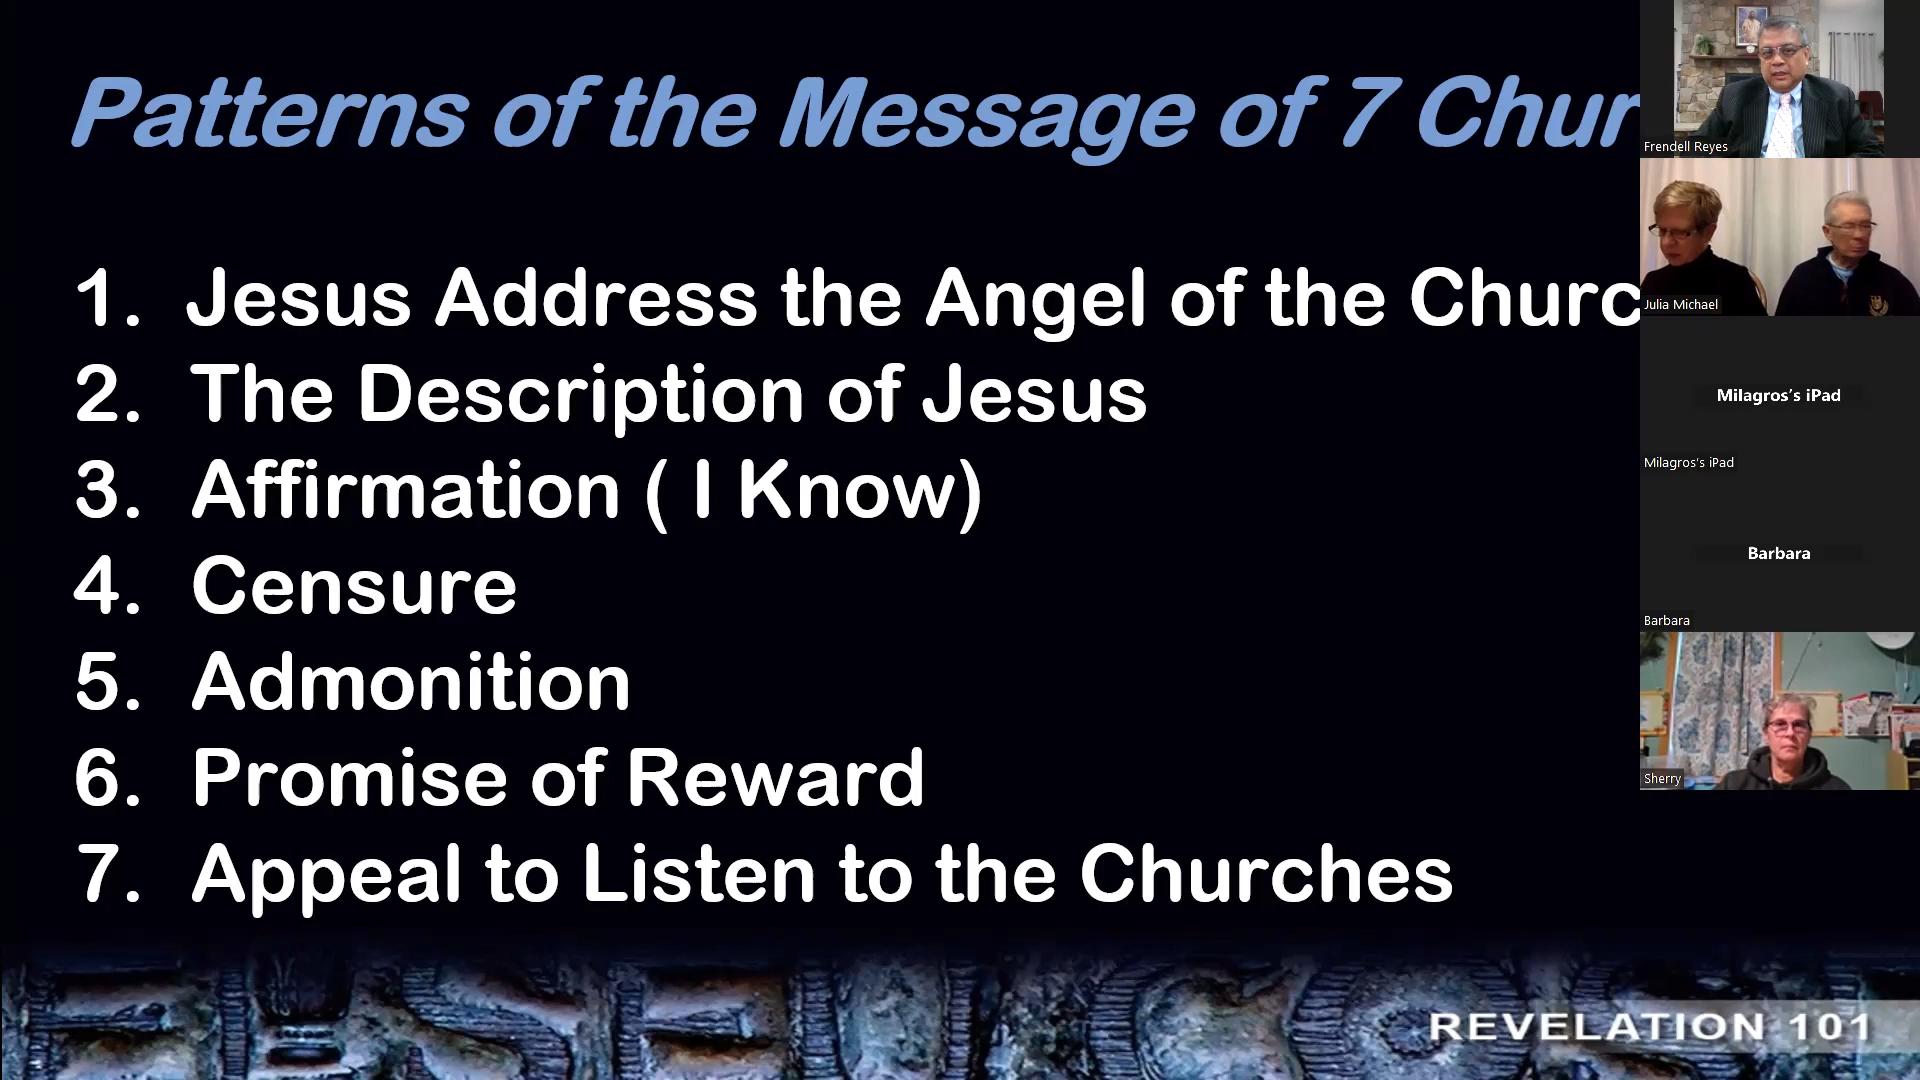 Patterns of the Message of 7 Chur
1. Jesus Address the Angel of the Churc
2. The Description of Jesus
3. Affirmation ( I Know)
4. Censure
5. Admonition
6. Promise of Reward
7. Appeal to Listen to the Churches
REVELATION 101
Frendell Reyes
Julia Michael
Milagros's iPad
Milagros's iPad
Barbara
Barbara
Sherry